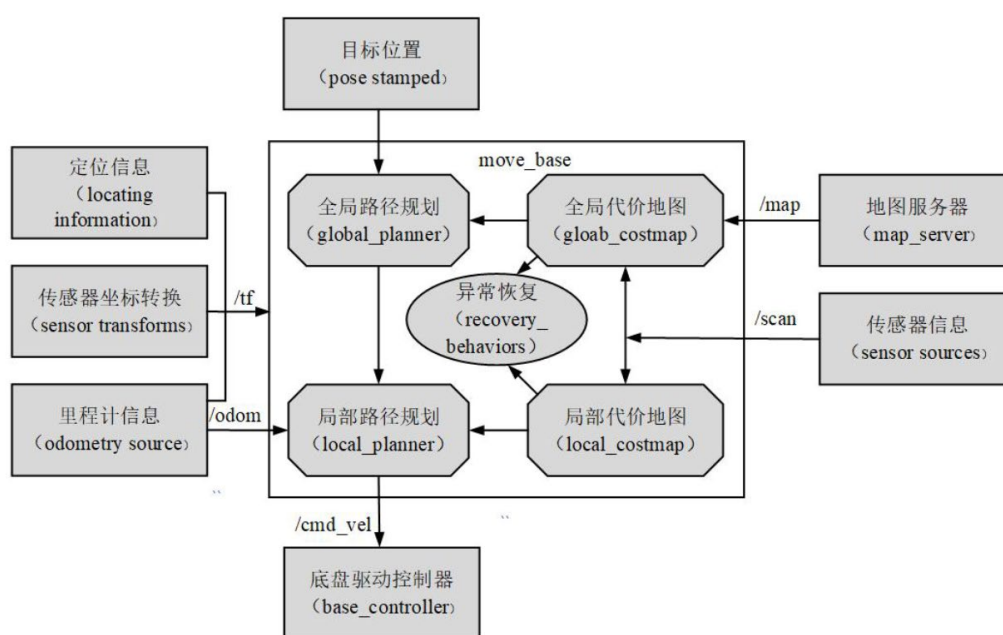 目标位置
（pose stamped）
move_base
定位信息
（locating
information）
全局路径规划
（global_planner）
全局代价地图
（gloab_costmap）
/map
地图服务器
（map_server）
传感器坐标转换
（sensor transforms）
/tf
异常恢复
（recovery_
behaviors）
/scan
传感器信息
（sensor sources）
里程计信息
（odometry source）
/odom
局部路径规划
（local_planner）
局部代价地图
（local_costmap）
/cmd_vel
底盘驱动控制器
（base_controller）